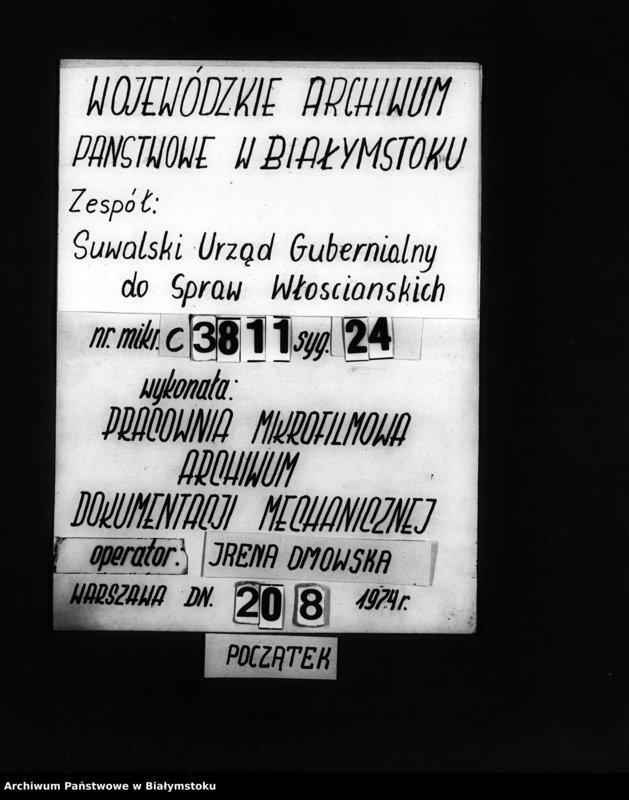 WOJEWÓDZKIE ARCHIWUM
PANSTWOWE W BIAŁYMSTOKU
Zespół:
Suwalski Urząd Gubernialny
do Spraw Włoscianskich
nr. mikr. C 3811 syg. 24
wykonała:
PRACOWNIA MIKROFILMOWA
ARCHIWUM
DOKUMENTACJI MECHANICZNEJ
operator: IRENA DMOWSKA
WARSZAWA DN. 20 8 1974 r.
POCZĄTEK
Archiwum Państwowe w Białymstoku